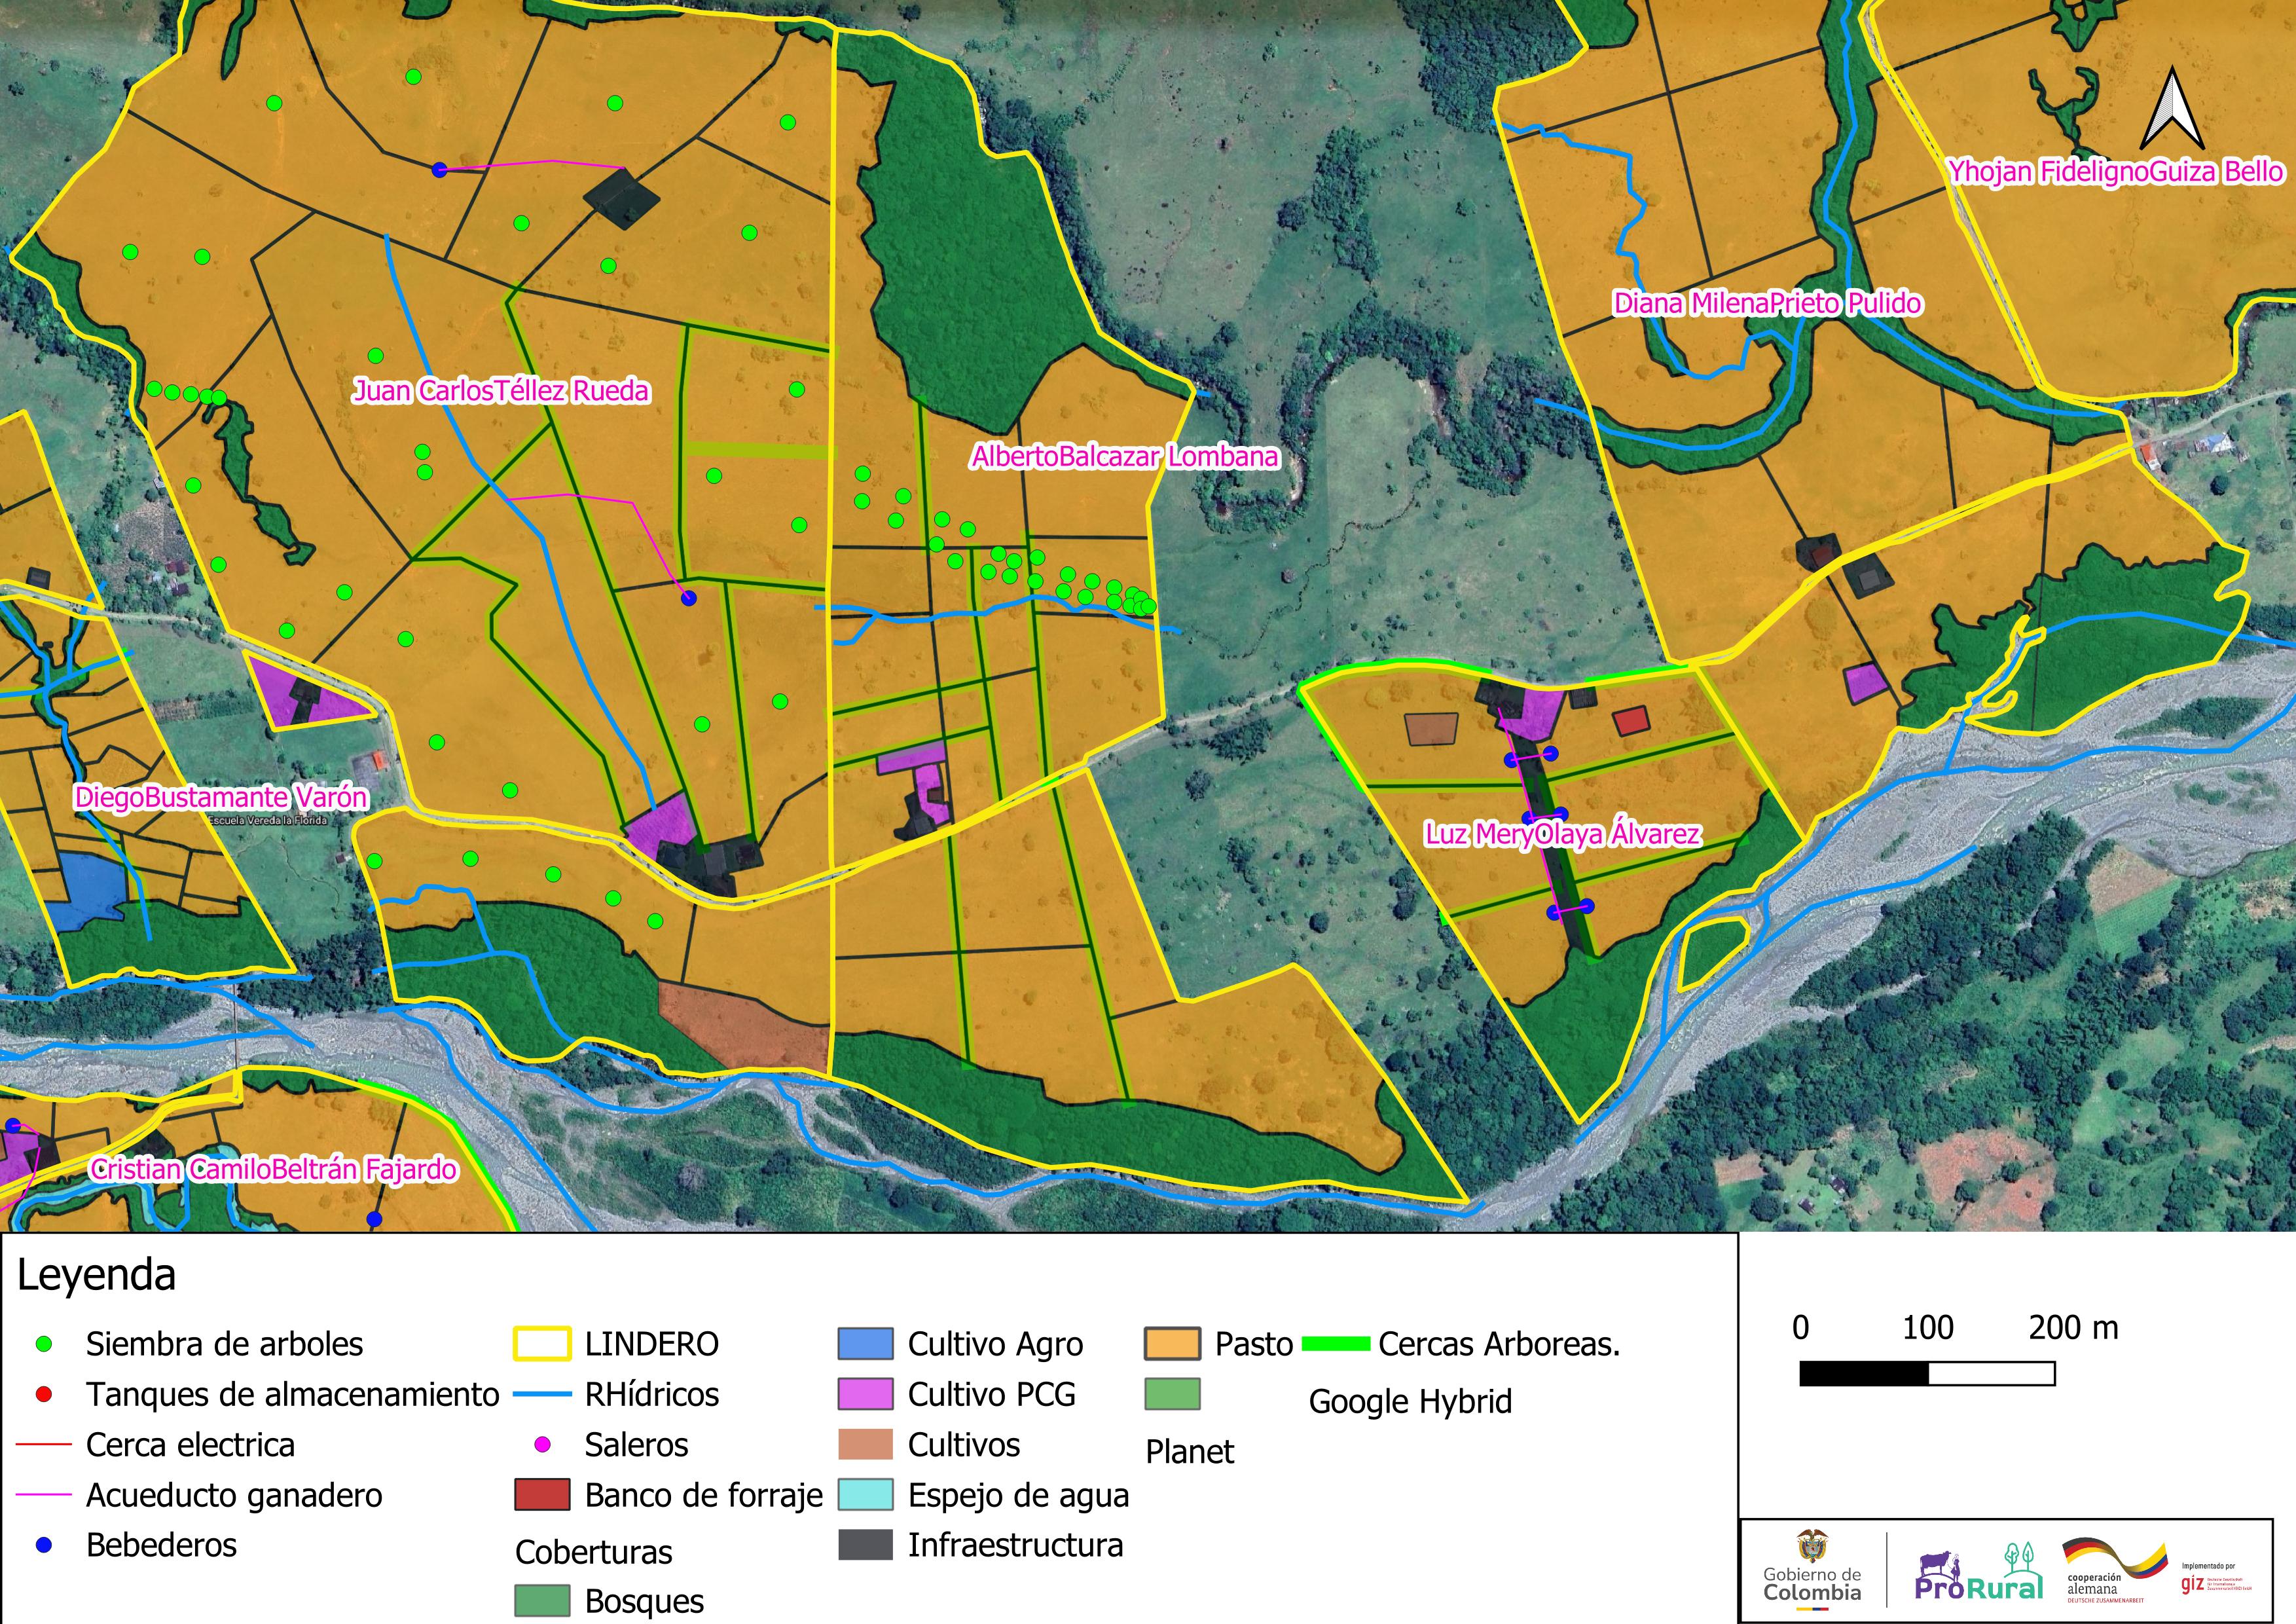 Yhojan FidelignoGuiza Bello
Diana MilenaPrieto Pulido
Juan CarlosTéllez Rueda
AlbertoBalcazar Lombana
DiegoBustamante Varón
Escuela Vereda la Florida
Luz MeryOlaya Álvarez
Cristian CamiloBeltrán Fajardo
Leyenda
Siembra de arboles
Tanques de almacenamiento
Cerca electrica
Acueducto ganadero
Bebederos
LINDERO
RHídricos
Saleros
Banco de forraje
Coberturas
Bosques
Cultivo Agro
Cultivo PCG
Cultivos
Espejo de agua
Infraestructura
Pasto
Planet
Cercas Arboreas.
Google Hybrid
0 100 200 m
Gobierno de
Colombia
ProRural
cooperación
alemana
DEUTSCHE ZUSAMMENARBEIT
Implementado por
giz